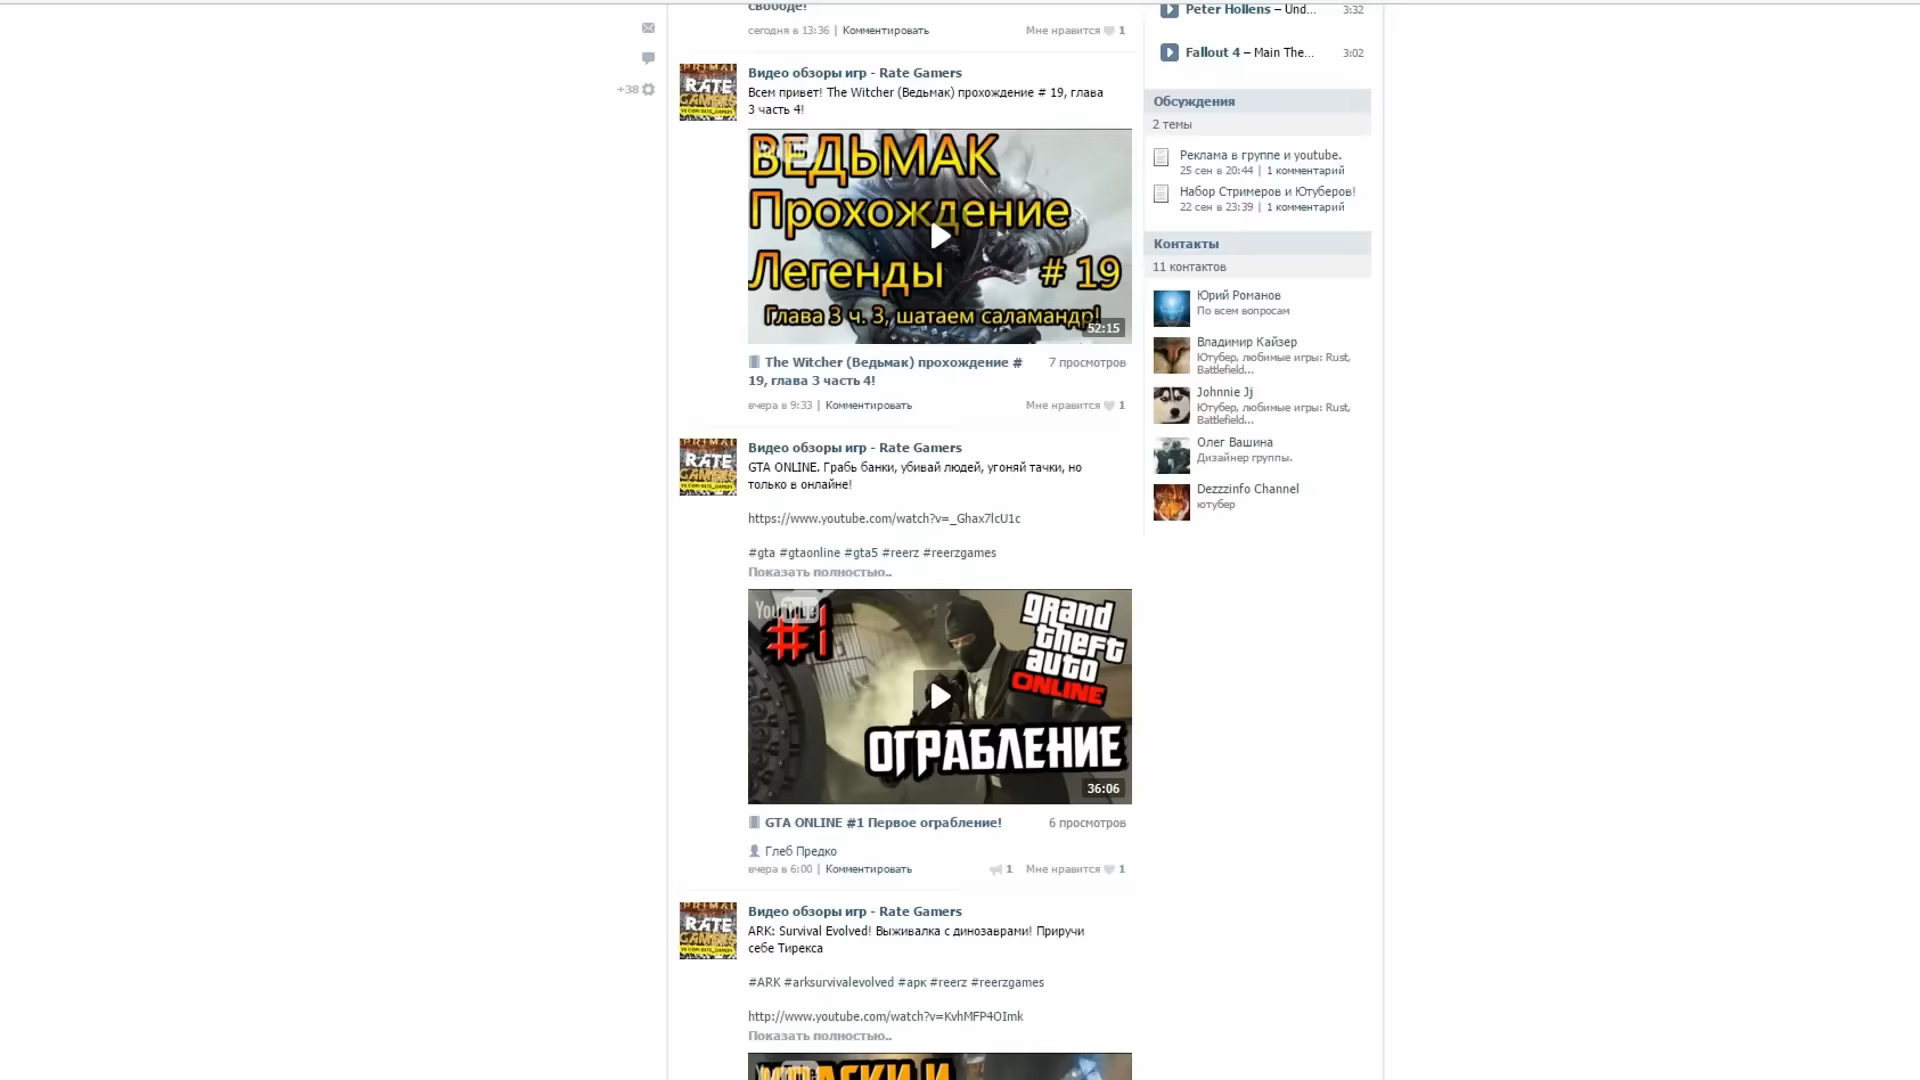 свободе!
сегодня в 13:36 | Комментировать
Мне нравится 1
+38
Видео обзоры игр - Rate Gamers
Всем привет! The Witcher (Ведьмак) прохождение # 19, глава
3 часть 4!
ВЕДЬМАК
Прохождение
Легенды # 19
Глава 3 ч. 3, шатаем саламандр!
52:15
The Witcher (Ведьмак) прохождение #
19, глава 3 часть 4!
7 просмотров
вчера в 9:33 | Комментировать
Мне нравится 1
RATE
GAMERS
Видео обзоры игр - Rate Gamers
GTA ONLINE. Грабь банки, убивай людей, угоняй тачки, но
только в онлайне!
https://www.youtube.com/watch?v=_Ghax7lcU1c
#gta #gtaonline #gta5 #reerz #reerzgames
Показать полностью..
YouTube
#1
grand
theft
auto
ONLINE
ОГРАБЛЕНИЕ
36:06
GTA ONLINE #1 Первое ограбление!
6 просмотров
Глеб Предко
вчера в 6:00 | Комментировать
1 Мне нравится 1
RATE
GAMERS
Видео обзоры игр - Rate Gamers
ARK: Survival Evolved! Выживалка с динозаврами! Приручи
себе Тирекса
#ARK #arksurvivalevolved #арк #reerz #reerzgames
http://www.youtube.com/watch?v=KvhMFP4OImk
Показать полностью..
Peter Hollens – Und... 3:32
Fallout 4 – Main The... 3:02
Обсуждения
2 темы
Реклама в группе и youtube.
25 сен в 20:44 | 1 комментарий
Набор Стримеров и Ютуберов!
22 сен в 23:39 | 1 комментарий
Контакты
11 контактов
Юрий Романов
По всем вопросам
Владимир Кайзер
Ютубер, любимые игры: Rust,
Battlefield...
Johnnie Jj
Ютубер, любимые игры: Rust,
Battlefield...
Олег Вашина
Дизайнер группы.
Dezzzinfo Channel
ютубер